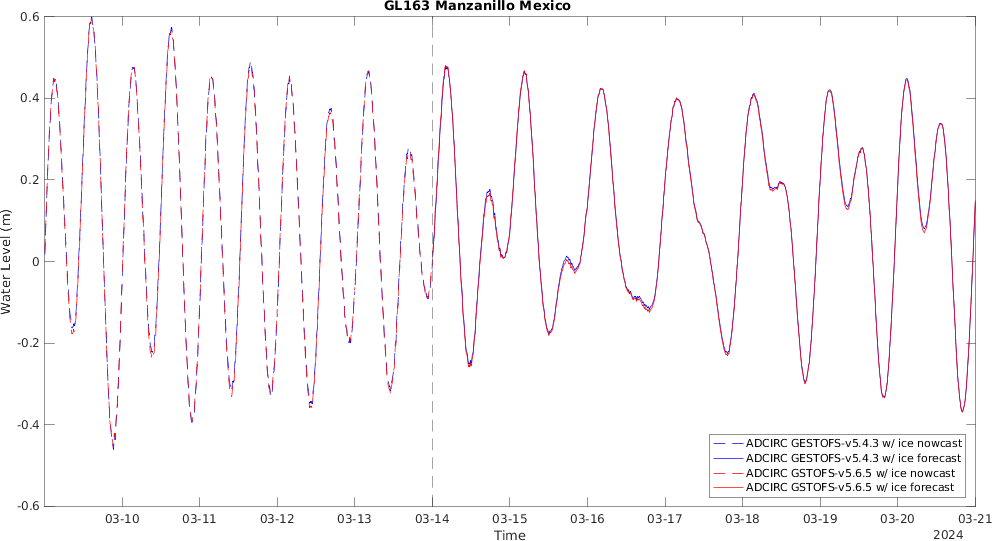 GL163 Manzanillo Mexico
0.6
0.4
0.2
0
-0.2
-0.4
-0.6
Water Level (m)
ADCIRC GESTOFS-v5.4.3 w/ ice nowcast
ADCIRC GESTOFS-v5.4.3 w/ ice forecast
ADCIRC GSTOFS-v5.6.5 w/ ice nowcast
ADCIRC GSTOFS-v5.6.5 w/ ice forecast
03-10 03-11 03-12 03-13 03-14 03-15 03-16 03-17 03-18 03-19 03-20 03-21
Time
2024